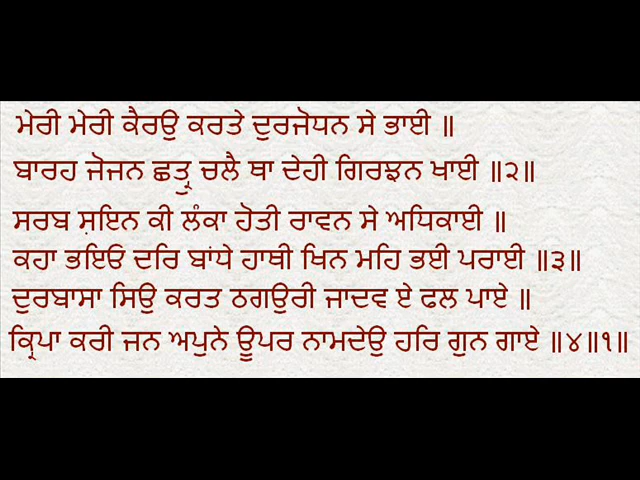 ਮੇਰੀ ਮੇਰੀ ਕੈਰਉ ਕਰਤੇ ਦੁਰਜੋਧਨ ਸੇ ਭਾਈ ॥
ਬਾਰਹ ਜੋਜਨ ਛਤ੍ਰੁ ਚਲੈ ਥਾ ਦੇਹੀ ਗਿਰਝਨ ਖਾਈ ॥੨॥
ਸਰਬ ਸੋੁਇਨ ਕੀ ਲੰਕਾ ਹੋਤੀ ਰਾਵਨ ਸੇ ਅਧਿਕਾਈ ॥
ਕਹਾ ਭਇਓ ਦਰਿ ਬਾਂਧੇ ਹਾਥੀ ਖਿਨ ਮਹਿ ਭਈ ਪਰਾਈ ॥੩॥
ਦੁਰਬਾਸਾ ਸਿਉ ਕਰਤ ਠਗਉਰੀ ਜਾਦਵ ਏ ਫਲ ਪਾਏ ॥
ਕ੍ਰਿਪਾ ਕਰੀ ਜਨ ਅਪੁਨੇ ਊਪਰ ਨਾਮਦੇਉ ਹਰਿ ਗੁਨ ਗਾਏ ॥੪॥੧॥